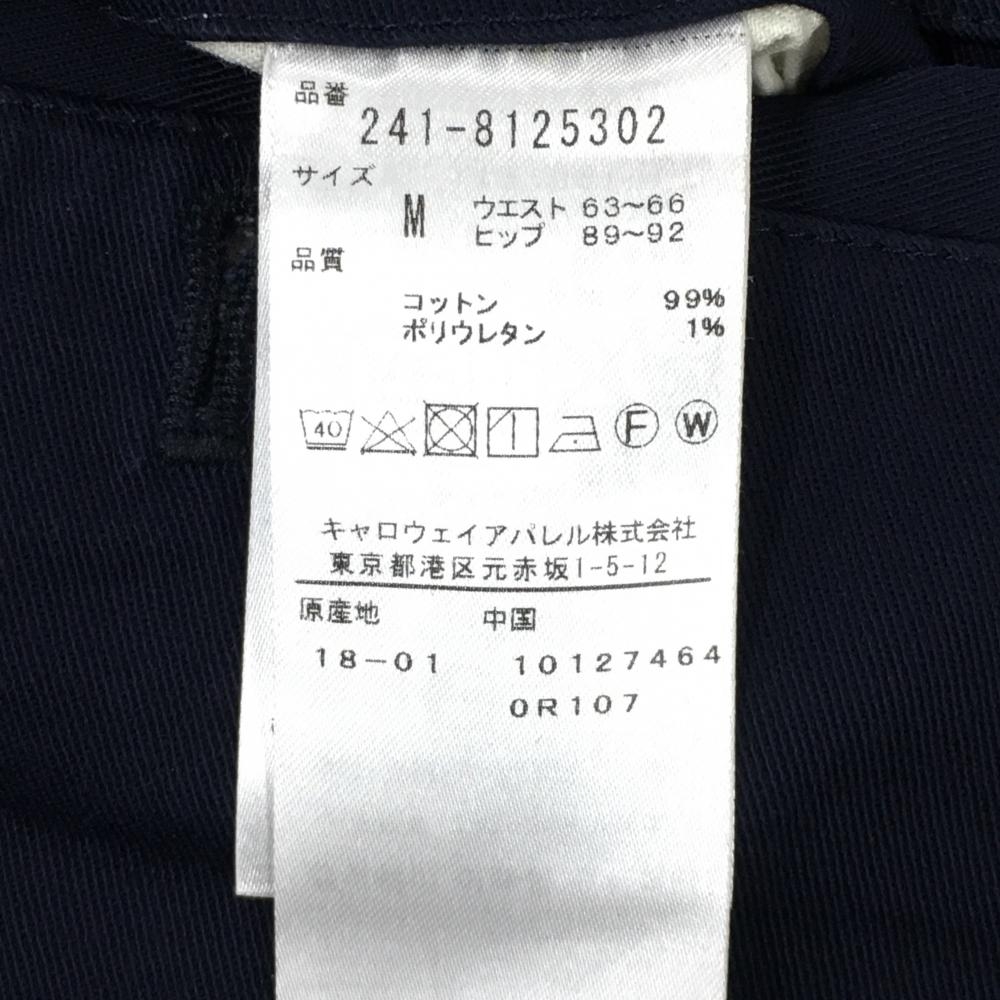 品番
241-8125302
サイズ
M ウエスト 63〜66
ヒップ 89〜92
品質
コットン 99%
ポリウレタン 1%
40 F W
キャロウェイアパレル株式会社
東京都港区元赤坂1-5-12
原産地 中国
18-01 10127464
0R107